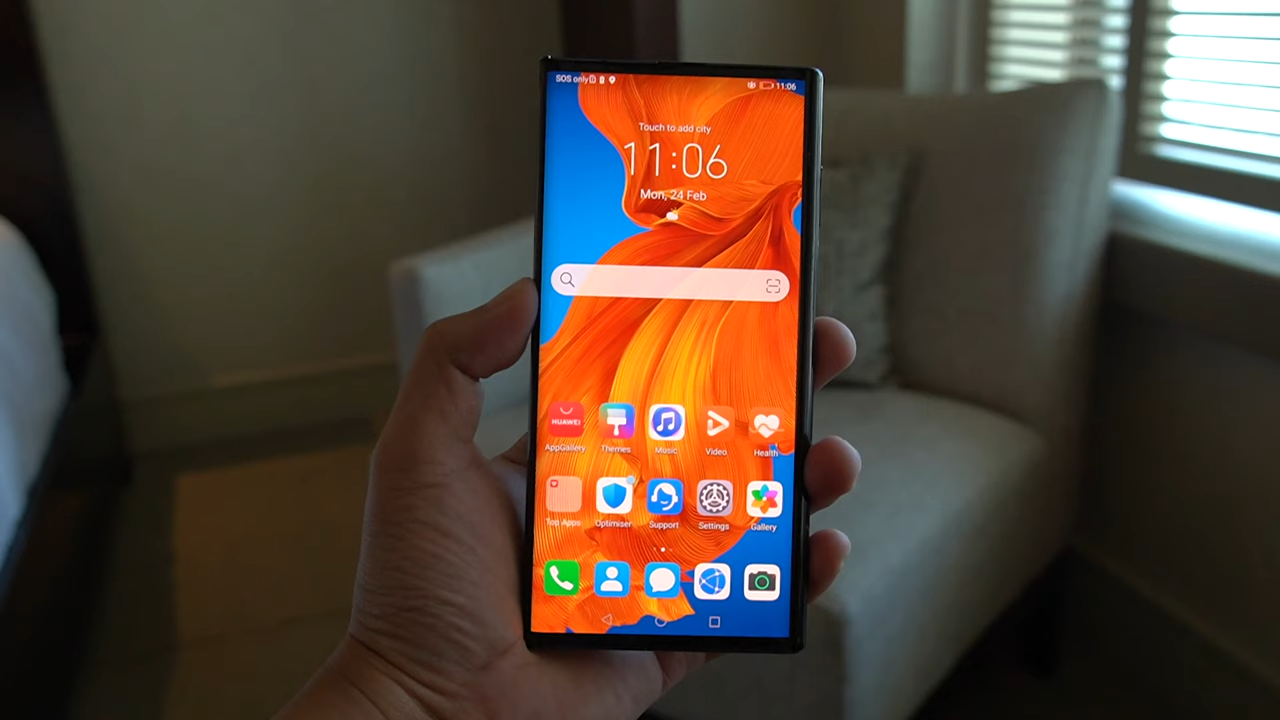 SOS only 11:06
Touch to add city
11:06
Mon, 24 Feb
HUAWEI
AppGallery Themes Music Video Health
Top Apps Optimiser Support Settings Gallery